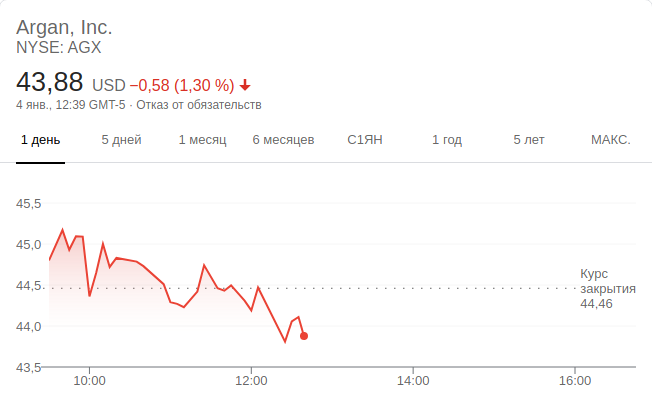 Argan, Inc.
NYSE: AGX
43,88 USD −0,58 (1,30 %)
4 янв., 12:39 GMT-5 · Отказ от обязательств
1 день 5 дней 1 месяц 6 месяцев С1ЯН 1 год 5 лет МАКС.
45,5
45,0
44,5
44,0
43,5
Курс
закрытия
44,46
10:00 12:00 14:00 16:00